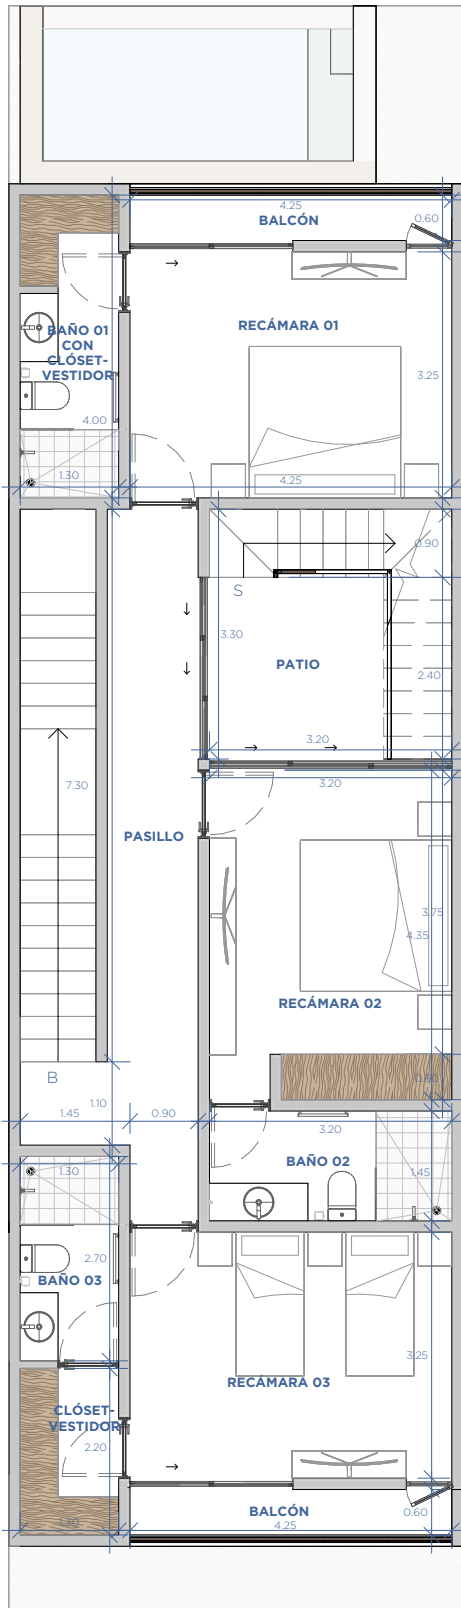 4.25
BALCÓN
0.60
BAÑO 01
CON
CLÓSET-
VESTIDOR
RECÁMARA 01
3.25
4.00
1.30
4.25
0.90
S
3.30
PATIO
2.40
3.20
7.30
3.20
PASILLO
3.75
4.35
RECÁMARA 02
B
0.60
1.10
1.45
0.90
3.20
BAÑO 02
1.45
1.30
2.70
BAÑO 03
3.25
RECÁMARA 03
CLÓSET-
VESTIDOR
2.20
1.30
BALCÓN
4.25
0.60